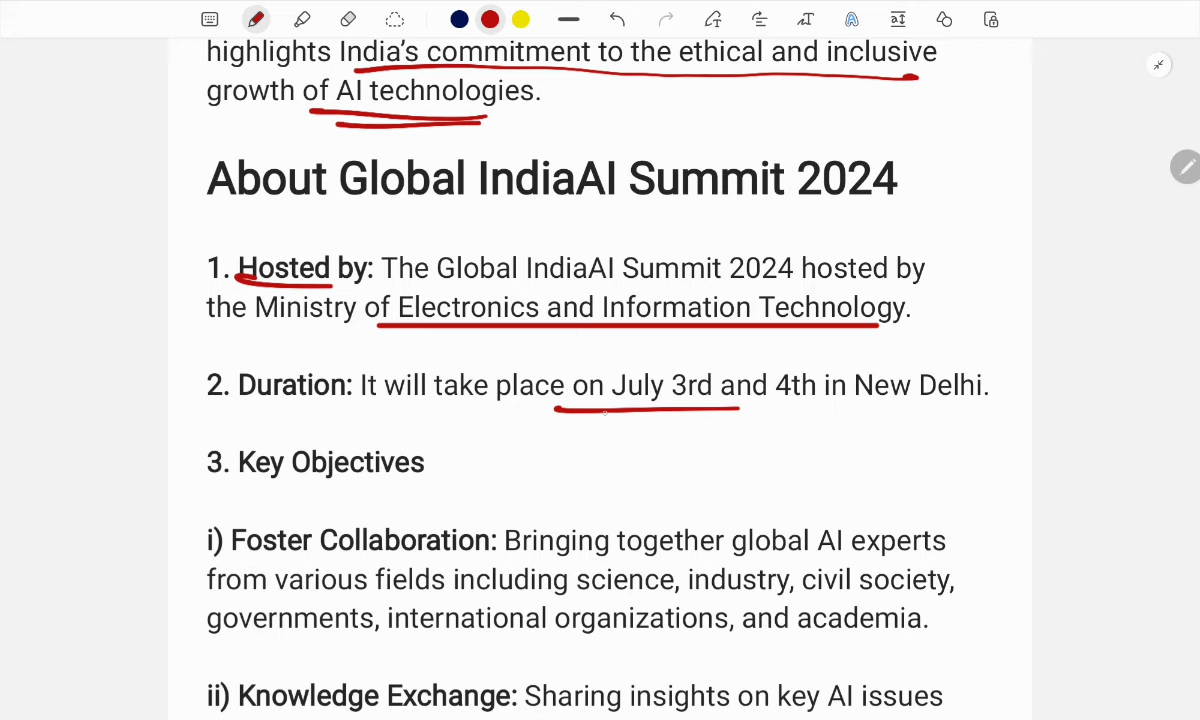 highlights India's commitment to the ethical and inclusive
growth of AI technologies.
About Global IndiaAI Summit 2024
1. Hosted by: The Global IndiaAI Summit 2024 hosted by
the Ministry of Electronics and Information Technology.
2. Duration: It will take place on July 3rd and 4th in New Delhi.
3. Key Objectives
i) Foster Collaboration: Bringing together global AI experts
from various fields including science, industry, civil society,
governments, international organizations, and academia.
ii) Knowledge Exchange: Sharing insights on key AI issues